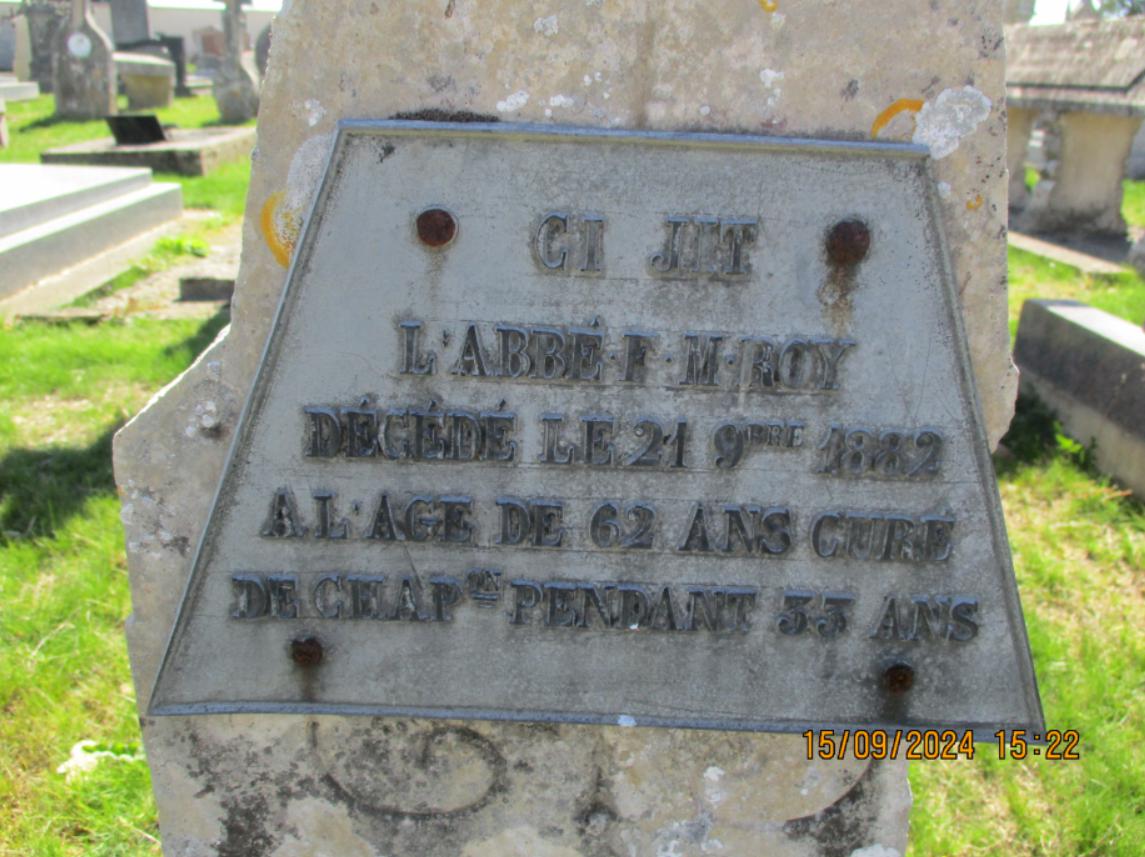 CI JIT
L'ABBÉ·F·M·ROY
DÉCÉDÉ LE 21 9BRE 1882
A L'AGE DE 62 ANS CURÉ
DE CHAPON PENDANT 33 ANS
15/09/2024 15:22